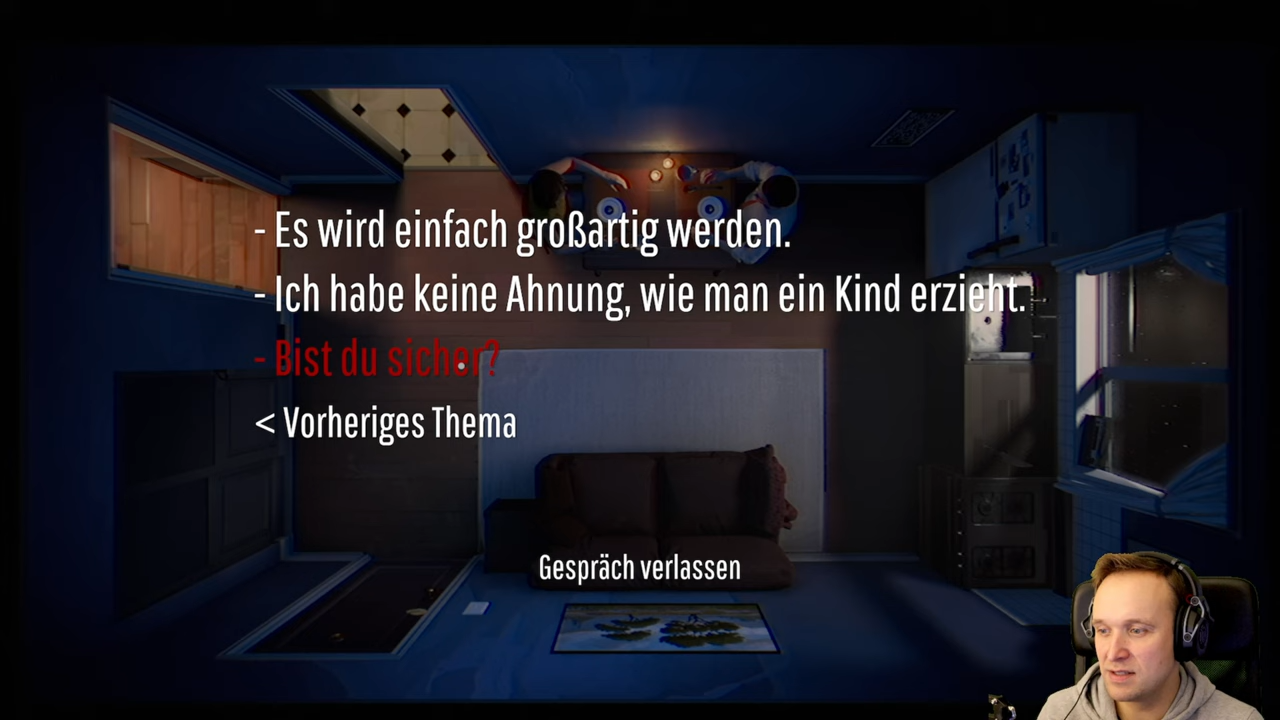 - Es wird einfach großartig werden.
- Ich habe keine Ahnung, wie man ein Kind erzieht.
- Bist du sicher?
< Vorheriges Thema
Gespräch verlassen